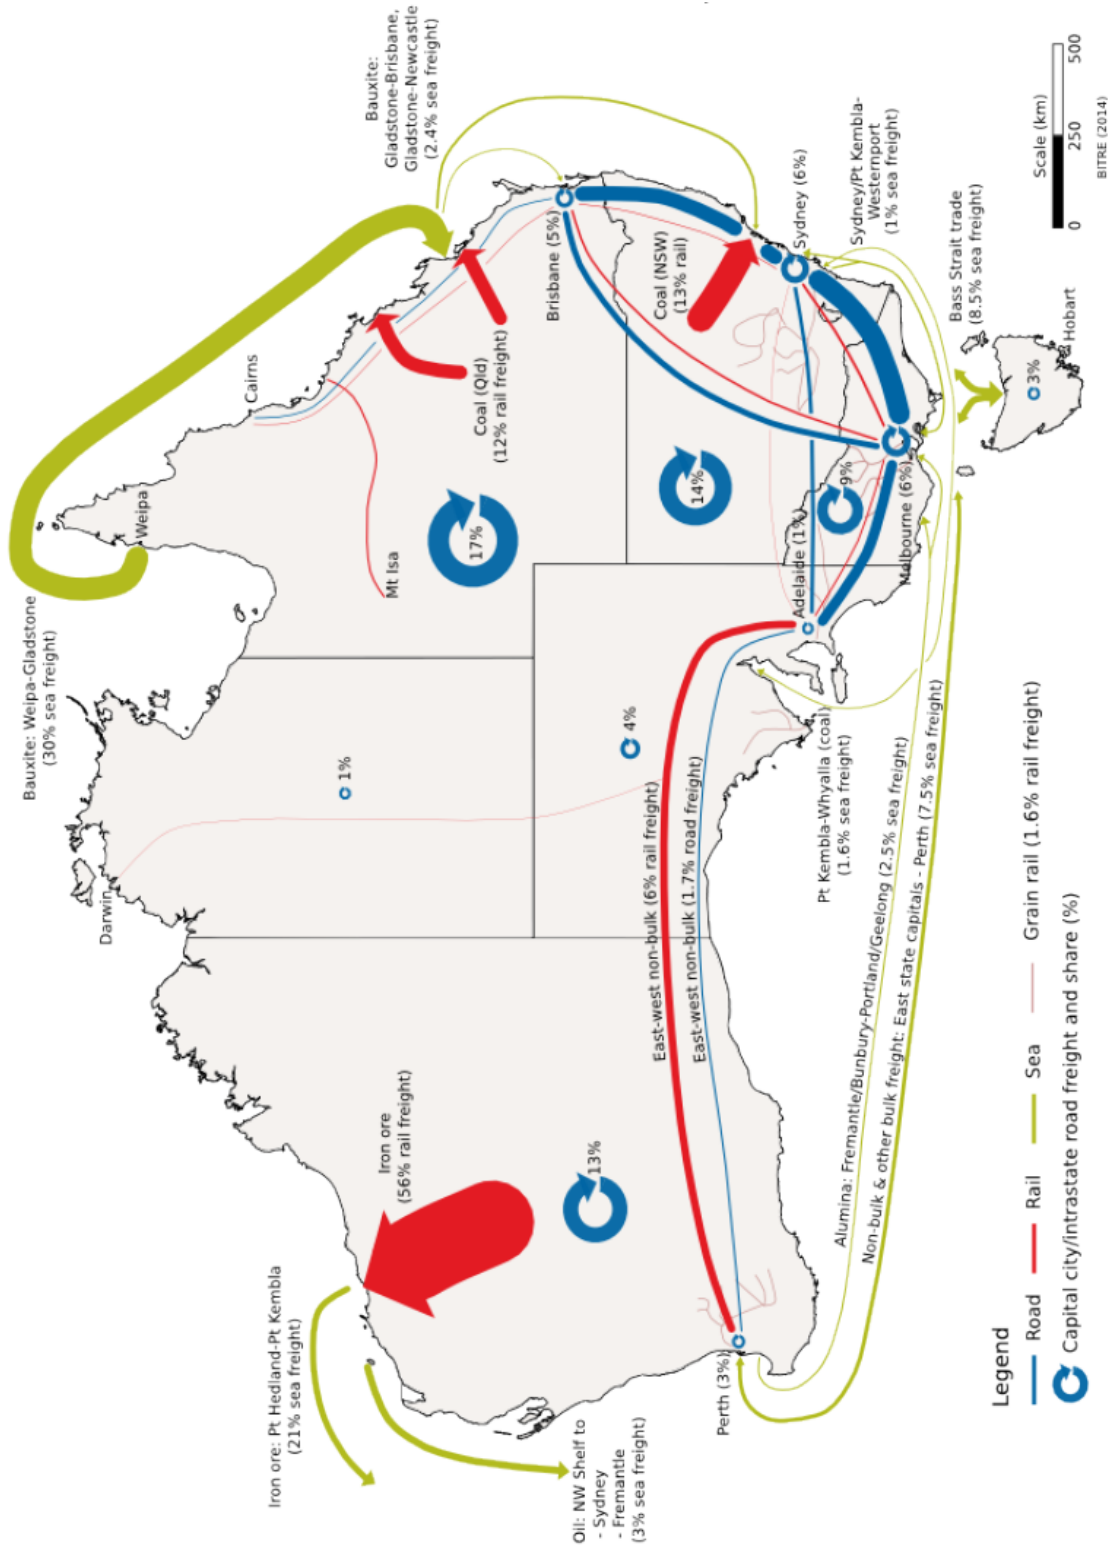 Bauxite: Weipa-Gladstone
(30% sea freight)
Bauxite:
Gladstone-Brisbane,
Gladstone-Newcastle
(2.4% sea freight)
Iron ore: Pt Hedland-Pt Kembla
(21% sea freight)
Darwin
Weipa
Cairns
Iron ore
(56% rail freight)
1%
Mt Isa
Coal (Qld)
(12% rail freight)
17%
Brisbane (5%)
Oil: NW Shelf to
- Sydney
- Fremantle
(3% sea freight)
13%
4%
14%
Coal (NSW)
(13% rail)
East-west non-bulk (6% rail freight)
East-west non-bulk (1.7% road freight)
Perth (3%)
Adelaide (1%)
9%
Sydney (6%)
Pt Kembla-Whyalla (coal)
(1.6% sea freight)
Melbourne (6%)
Sydney/Pt Kembla-
Westernport
(1% sea freight)
Alumina: Fremantle/Bunbury-Portland/Geelong (2.5% sea freight)
Non-bulk & other bulk freight: East state capitals - Perth (7.5% sea freight)
Bass Strait trade
(8.5% sea freight)
3%
Hobart
Legend
Road
Rail
Sea
Grain rail (1.6% rail freight)
Capital city/intrastate road freight and share (%)
Scale (km)
0
250
500
BITRE (2014)